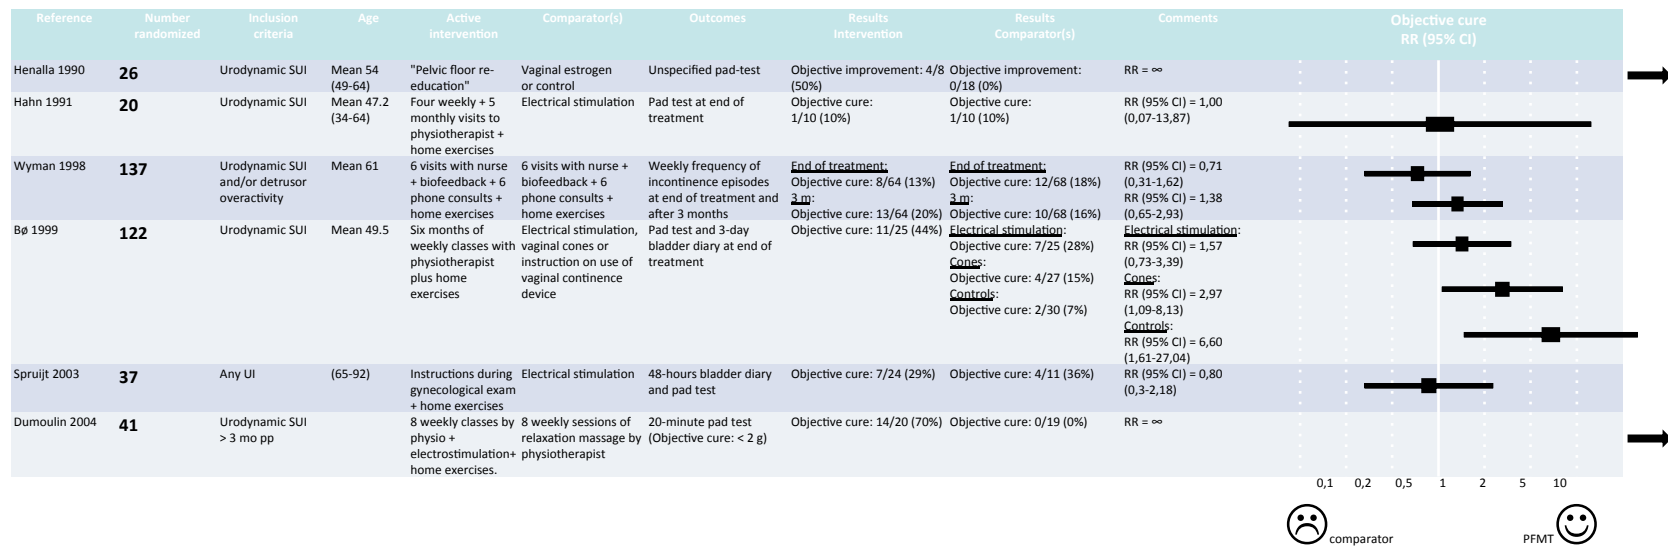 Reference
Number
randomized
Inclusion
criteria
Age
Active
intervention
Comparator(s)
Outcomes
Results
Intervention
Results
Comparator(s)
Comments
Objective cure
RR (95% CI)
Henalla 1990
26
Urodynamic SUI
Mean 54
(49-64)
"Pelvic floor re-
education"
Vaginal estrogen
or control
Unspecified pad-test
Objective improvement: 4/8
(50%)
Objective improvement:
0/18 (0%)
RR = ∞
Hahn 1991
20
Urodynamic SUI
Mean 47.2
(34-64)
Four weekly + 5
monthly visits to
physiotherapist +
home exercises
Electrical stimulation
Pad test at end of
treatment
Objective cure:
1/10 (10%)
Objective cure:
1/10 (10%)
RR (95% CI) = 1,00
(0,07-13,87)
Wyman 1998
137
Urodynamic SUI
and/or detrusor
overactivity
Mean 61
6 visits with nurse
+ biofeedback + 6
phone consults +
home exercises
6 visits with nurse +
biofeedback + 6
phone consults +
home exercises
Weekly frequency of
incontinence episodes
at end of treatment and
after 3 months
End of treatment:
Objective cure: 8/64 (13%)
3 m:
Objective cure: 13/64 (20%)
End of treatment:
Objective cure: 12/68 (18%)
3 m:
Objective cure: 10/68 (16%)
RR (95% CI) = 0,71
(0,31-1,62)
RR (95% CI) = 1,38
(0,65-2,93)
Bø 1999
122
Urodynamic SUI
Mean 49.5
Six months of
weekly classes with
physiotherapist
plus home
exercises
Electrical stimulation,
vaginal cones or
instruction on use of
vaginal continence
device
Pad test and 3-day
bladder diary at end of
treatment
Objective cure: 11/25 (44%)
Electrical stimulation:
Objective cure: 7/25 (28%)
Cones:
Objective cure: 4/27 (15%)
Controls:
Objective cure: 2/30 (7%)
Electrical stimulation:
RR (95% CI) = 1,57
(0,73-3,39)
Cones:
RR (95% CI) = 2,97
(1,09-8,13)
Controls:
RR (95% CI) = 6,60
(1,61-27,04)
Spruijt 2003
37
Any UI
(65-92)
Instructions during
gynecological exam
+ home exercises
Electrical stimulation
48-hours bladder diary
and pad test
Objective cure: 7/24 (29%)
Objective cure: 4/11 (36%)
RR (95% CI) = 0,80
(0,3-2,18)
Dumoulin 2004
41
Urodynamic SUI
> 3 mo pp
8 weekly classes by
physio +
electrostimulation+
home exercises.
8 weekly sessions of
relaxation massage by
physiotherapist
20-minute pad test
(Objective cure: < 2 g)
Objective cure: 14/20 (70%)
Objective cure: 0/19 (0%)
RR = ∞
0,1 0,2 0,5 1 2 5 10
comparator
PFMT